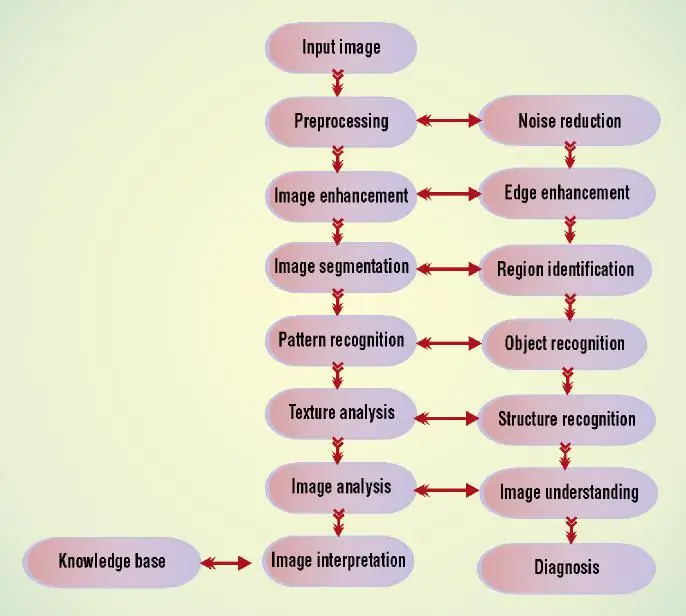 Input image
Preprocessing
Noise reduction
Image enhancement
Edge enhancement
Image segmentation
Region identification
Pattern recognition
Object recognition
Texture analysis
Structure recognition
Image analysis
Image understanding
Knowledge base
Image interpretation
Diagnosis